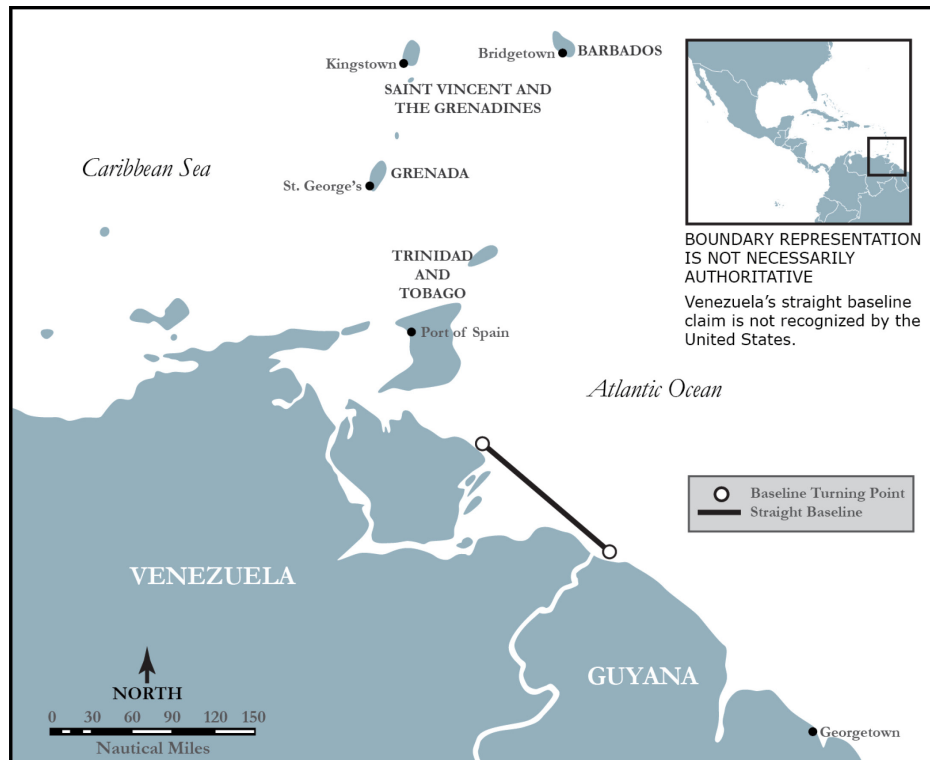 Kingstown
Bridgetown
BARBADOS
SAINT VINCENT AND
THE GRENADINES
Caribbean Sea
St. George's
GRENADA
TRINIDAD
AND
TOBAGO
Port of Spain
Atlantic Ocean
BOUNDARY REPRESENTATION
IS NOT NECESSARILY
AUTHORITATIVE
Venezuela's straight baseline
claim is not recognized by the
United States.
Baseline Turning Point
Straight Baseline
VENEZUELA
GUYANA
NORTH
0 30 60 90 120 150
Nautical Miles
Georgetown